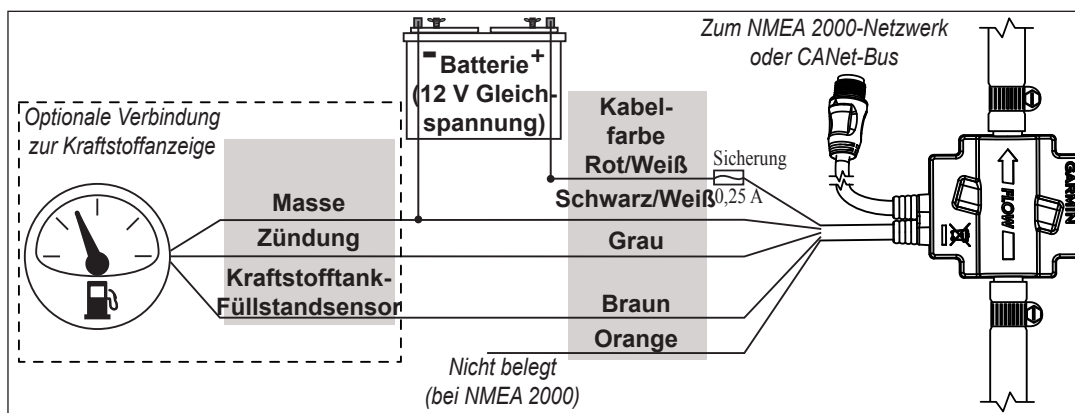 Zum NMEA 2000-Netzwerk
oder CANet-Bus
- Batterie +
(12 V Gleich-
spannung)
Optionale Verbindung
zur Kraftstoffanzeige
Kabel-
farbe
Rot/Weiß
Sicherung
0,25 A
Schwarz/Weiß
Masse
Zündung
Grau
Kraftstofftank-
Füllstandsensor
Braun
Orange
Nicht belegt
(bei NMEA 2000)
FLOW
GARMIN